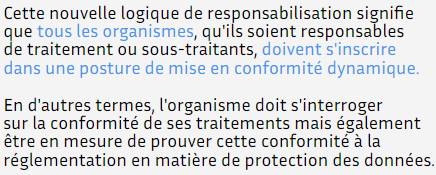 Cette nouvelle logique de responsabilisation signifie
que tous les organismes, qu'ils soient responsables
de traitement ou sous-traitants, doivent s'inscrire
dans une posture de mise en conformité dynamique.
En d'autres termes, l'organisme doit s'interroger
sur la conformité de ses traitements mais également
être en mesure de prouver cette conformité à la
réglementation en matière de protection des données.